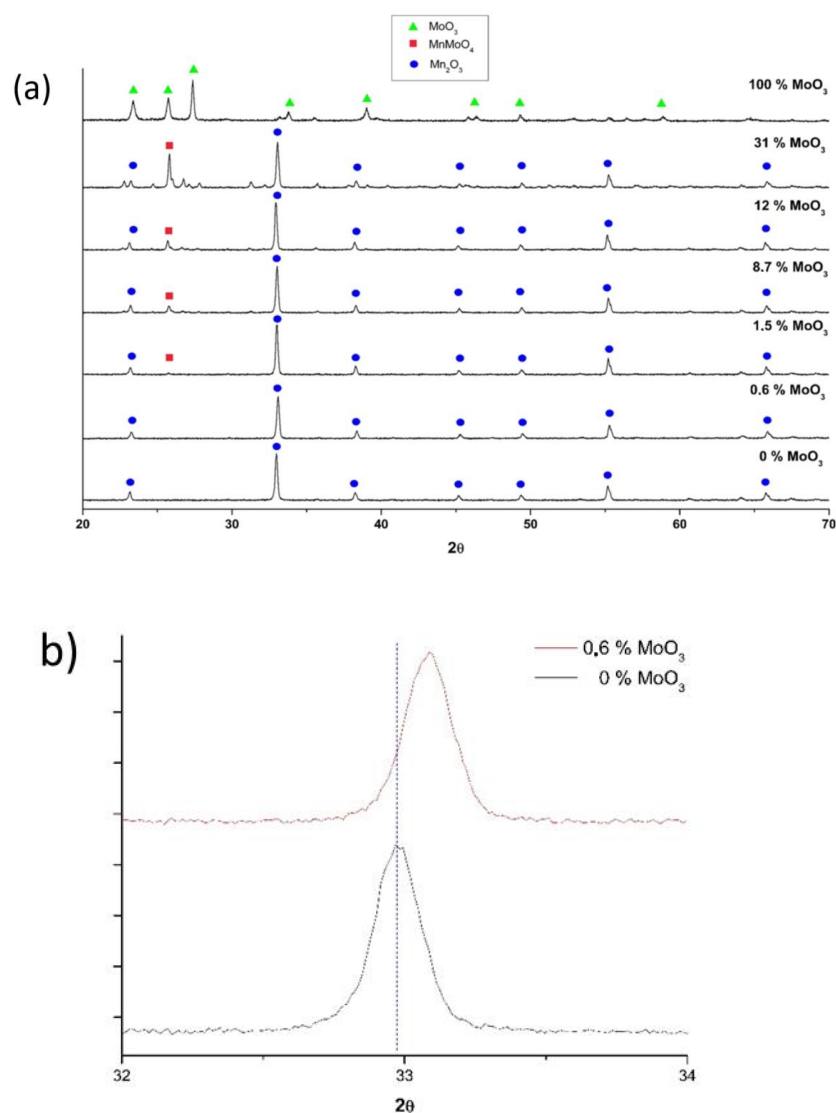 MoO₃
MnMoO₄
Mn₂O₃
(a)
100 % MoO₃
31 % MoO₃
12 % MoO₃
8.7 % MoO₃
1.5 % MoO₃
0.6 % MoO₃
0 % MoO₃
20 30 40 50 60 70
2θ
b)
0.6 % MoO₃
0 % MoO₃
32 33 34
2θ